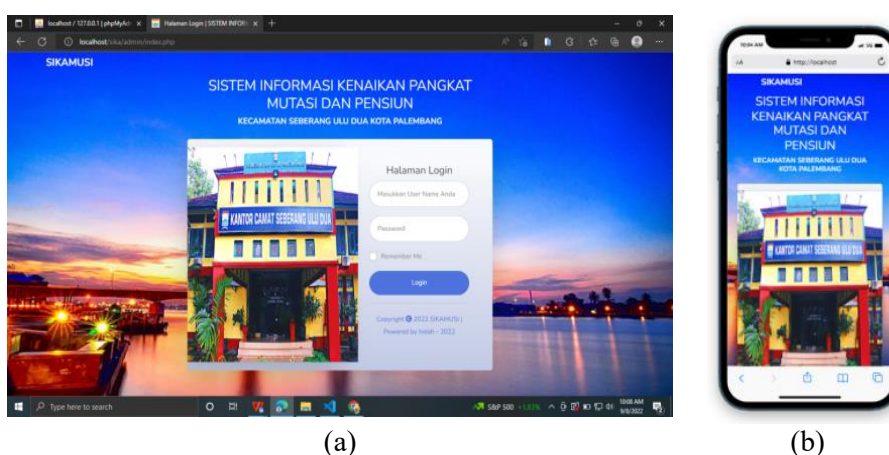 localhost / 127.0.0.1 | phpMyAd
Halaman Login | SISTEM INFOR
localhost/sika/admin/index.php
SIKAMUSI
SISTEM INFORMASI KENAIKAN PANGKAT
MUTASI DAN PENSIUN
KECAMATAN SEBERANG ULU DUA KOTA PALEMBANG
KANTOR CAMAT SEBERANG ULU DUA
Halaman Login
Masukkan User Name Anda
Password
Remember Me
Login
Copyright © 2022 SIKAMUSI |
Powered by Indah - 2022
Type here to search
S&P 500 +1.83%
10:08 AM
9/9/2022
(a)
10:04 AM
5G
AA
http://localhost
SIKAMUSI
SISTEM INFORMASI
KENAIKAN PANGKAT
MUTASI DAN
PENSIUN
KECAMATAN SEBERANG ULU DUA
KOTA PALEMBANG
KANTOR CAMAT SEBERANG ULU DUA
(b)